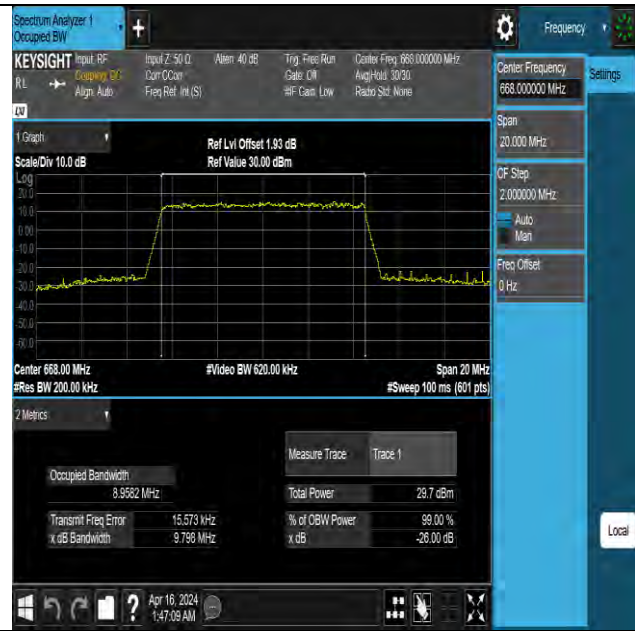 Spectrum Analyzer 1
Occupied BW
+
Frequency
KEYSIGHT
RL
Input: RF
Coupling: DC
Align: Auto
Input Z: 50 Ω
Corr CCorr
Freq Ref: Int (S)
Atten: 40 dB
Trig: Free Run
Gate: Off
#IF Gain: Low
Center Freq: 668.000000 MHz
Avg|Hold: 30/30
Radio Std: None
LXI
Center Frequency
668.000000 MHz
Settings
Span
20.000 MHz
CF Step
2.000000 MHz
Auto
Man
Freq Offset
0 Hz
1 Graph
Scale/Div 10.0 dB
Ref Lvl Offset 1.93 dB
Ref Value 30.00 dBm
Log
20.0
10.0
0.00
-10.0
-20.0
-30.0
-40.0
-50.0
-60.0
Center 668.00 MHz
#Video BW 620.00 kHz
Span 20 MHz
#Res BW 200.00 kHz
#Sweep 100 ms (601 pts)
2 Metrics
Measure Trace
Trace 1
Occupied Bandwidth
8.9582 MHz
Total Power
29.7 dBm
Transmit Freq Error
15.573 kHz
% of OBW Power
99.00 %
x dB Bandwidth
9.798 MHz
x dB
-26.00 dB
Local
?
Apr 16, 2024
1:47:09 AM